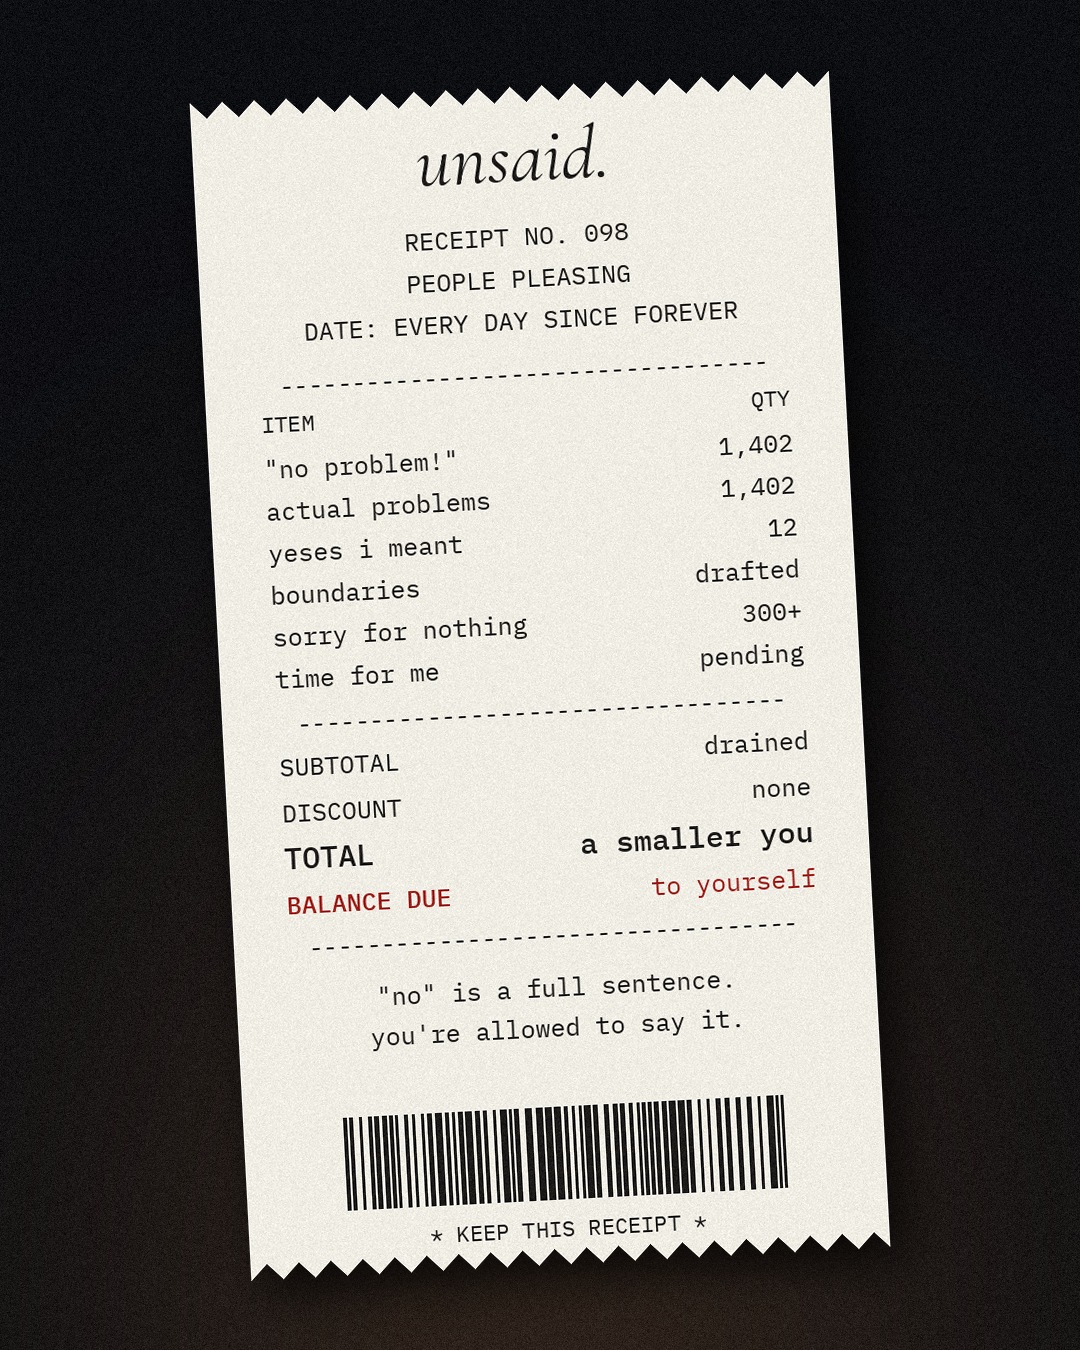 unsaid.
RECEIPT NO. 098
PEOPLE PLEASING
DATE: EVERY DAY SINCE FOREVER
----------------------------------
ITEM QTY
"no problem!" 1,402
actual problems 1,402
yeses i meant 12
boundaries drafted
sorry for nothing 300+
time for me pending
----------------------------------
SUBTOTAL drained
DISCOUNT none
TOTAL a smaller you
BALANCE DUE to yourself
----------------------------------
"no" is a full sentence.
you're allowed to say it.
* KEEP THIS RECEIPT *